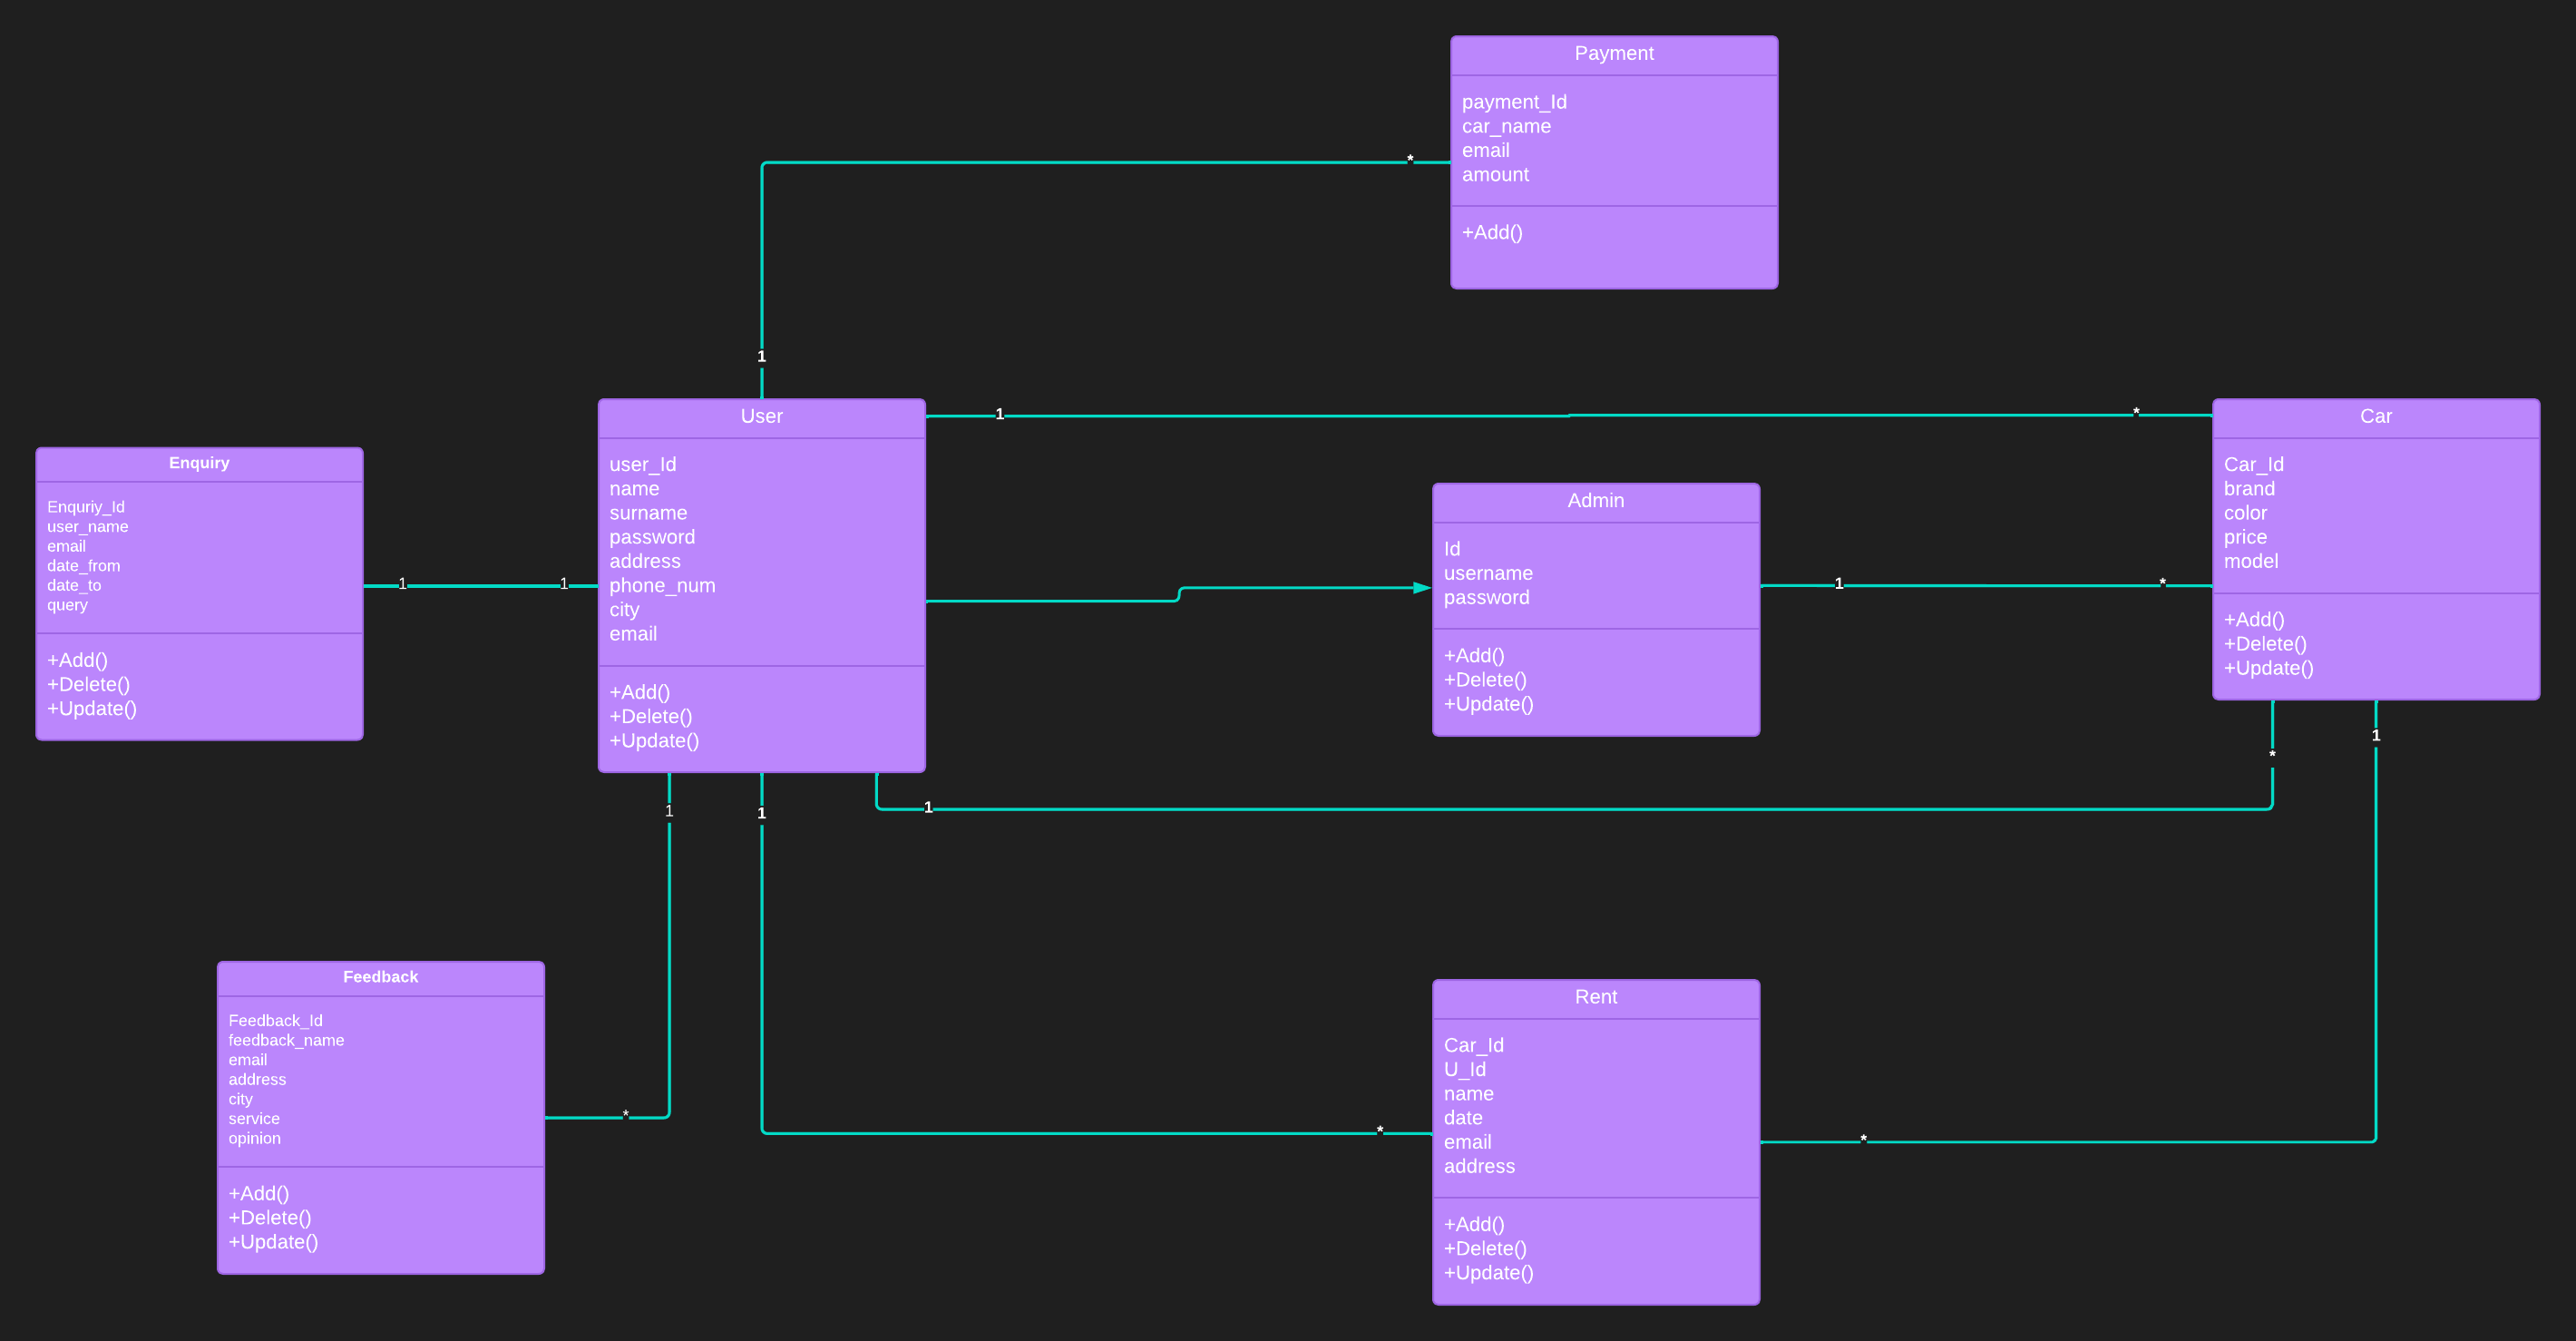 Payment
payment_Id
car_name
email
amount
+Add()
*
1
User
user_Id
name
surname
password
address
phone_num
city
email
+Add()
+Delete()
+Update()
1
*
Car
Car_Id
brand
color
price
model
+Add()
+Delete()
+Update()
Enquiry
Enquriy_Id
user_name
email
date_from
date_to
query
+Add()
+Delete()
+Update()
1
1
Admin
Id
username
password
+Add()
+Delete()
+Update()
1
*
*
1
1
1
1
Feedback
Feedback_Id
feedback_name
email
address
city
service
opinion
+Add()
+Delete()
+Update()
*
Rent
Car_Id
U_Id
name
date
email
address
+Add()
+Delete()
+Update()
*
*